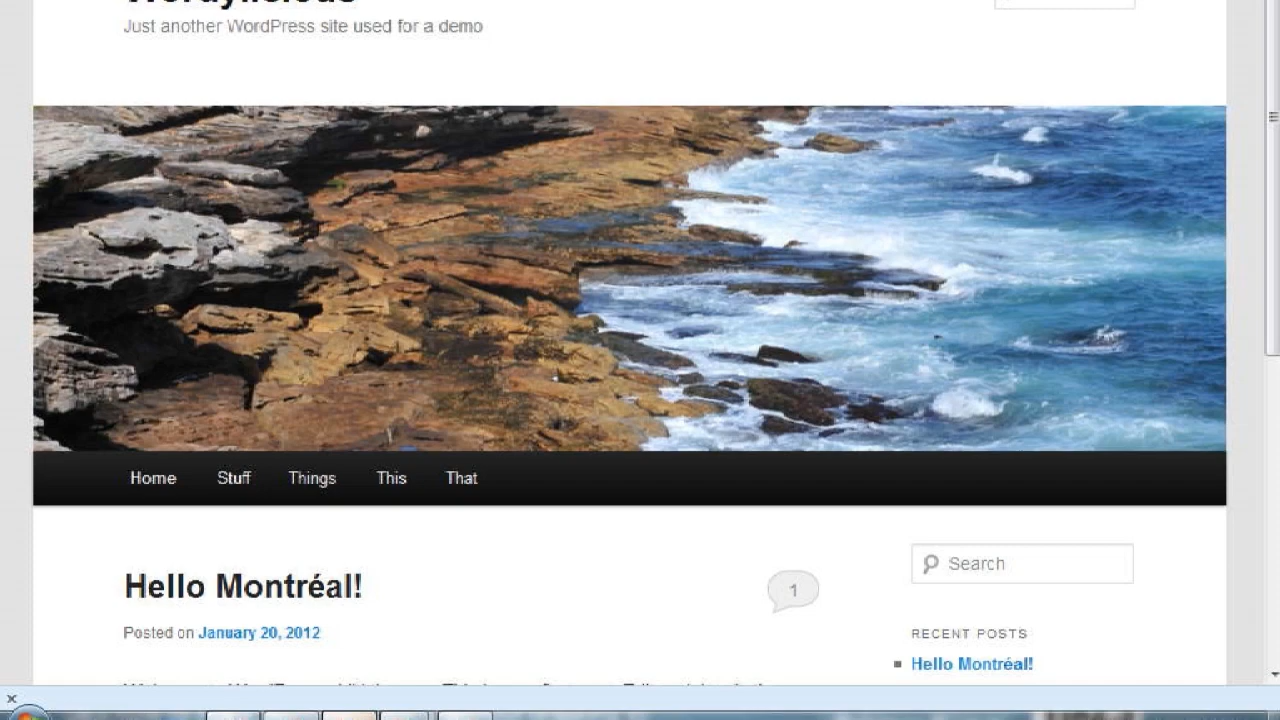 Wordylicious
Just another WordPress site used for a demo
Home Stuff Things This That
Hello Montréal!
1
Posted on January 20, 2012
Search
RECENT POSTS
Hello Montréal!